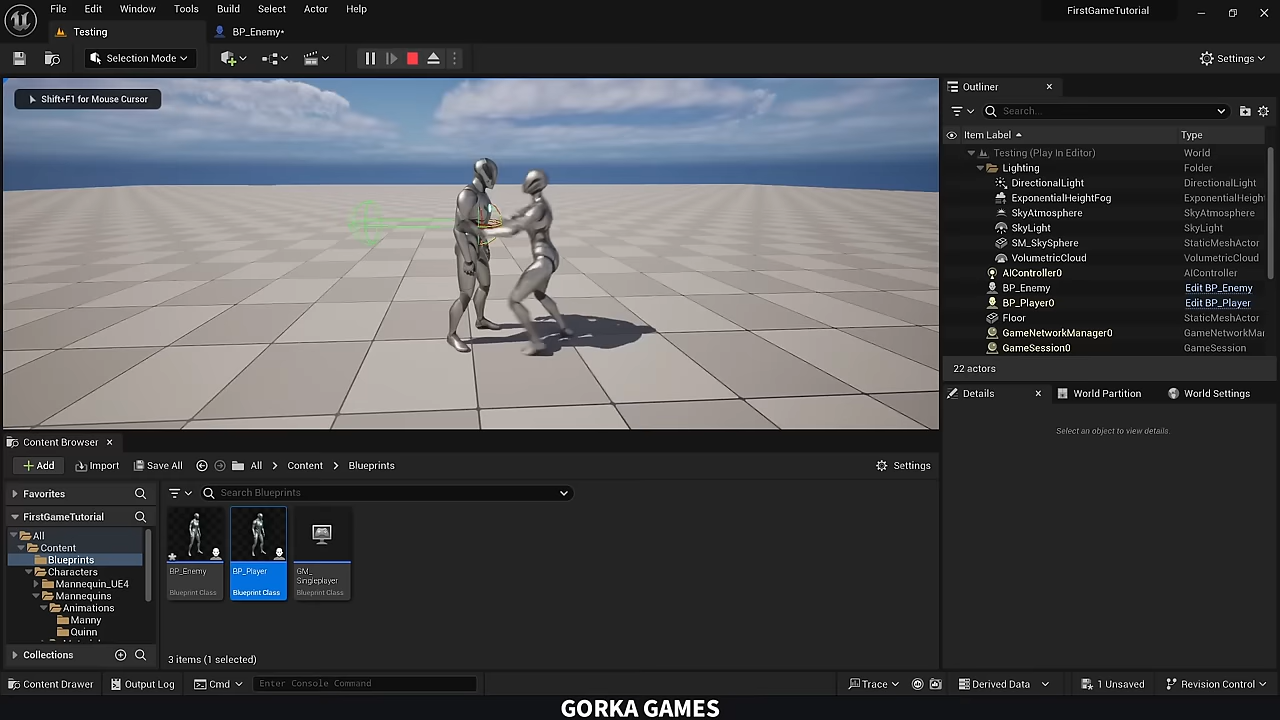 File Edit Window Tools Build Select Actor Help
FirstGameTutorial
Testing
BP_Enemy*
Selection Mode
Settings
Shift+F1 for Mouse Cursor
Outliner
Search...
Item Label Type
Testing (Play In Editor) World
Lighting Folder
DirectionalLight DirectionalLight
ExponentialHeightFog ExponentialHeight
SkyAtmosphere SkyAtmosphere
SkyLight SkyLight
SM_SkySphere StaticMeshActor
VolumetricCloud VolumetricCloud
AIController0 AIController
BP_Enemy Edit BP_Enemy
BP_Player0 Edit BP_Player
Floor StaticMeshActor
GameNetworkManager0 GameNetworkMar
GameSession0 GameSession
22 actors
Details World Partition World Settings
Select an object to view details.
Content Browser
Add Import Save All All Content Blueprints Settings
Favorites
Search Blueprints
FirstGameTutorial
All
Content
Blueprints
Characters
Mannequin_UE4
Mannequins
Animations
Manny
Quinn
Collections
BP_Enemy
Blueprint Class
BP_Player
Blueprint Class
GM_
Singleplayer
Blueprint Class
3 items (1 selected)
Content Drawer Output Log Cmd Enter Console Command Trace Derived Data 1 Unsaved Revision Control
GORKA GAMES